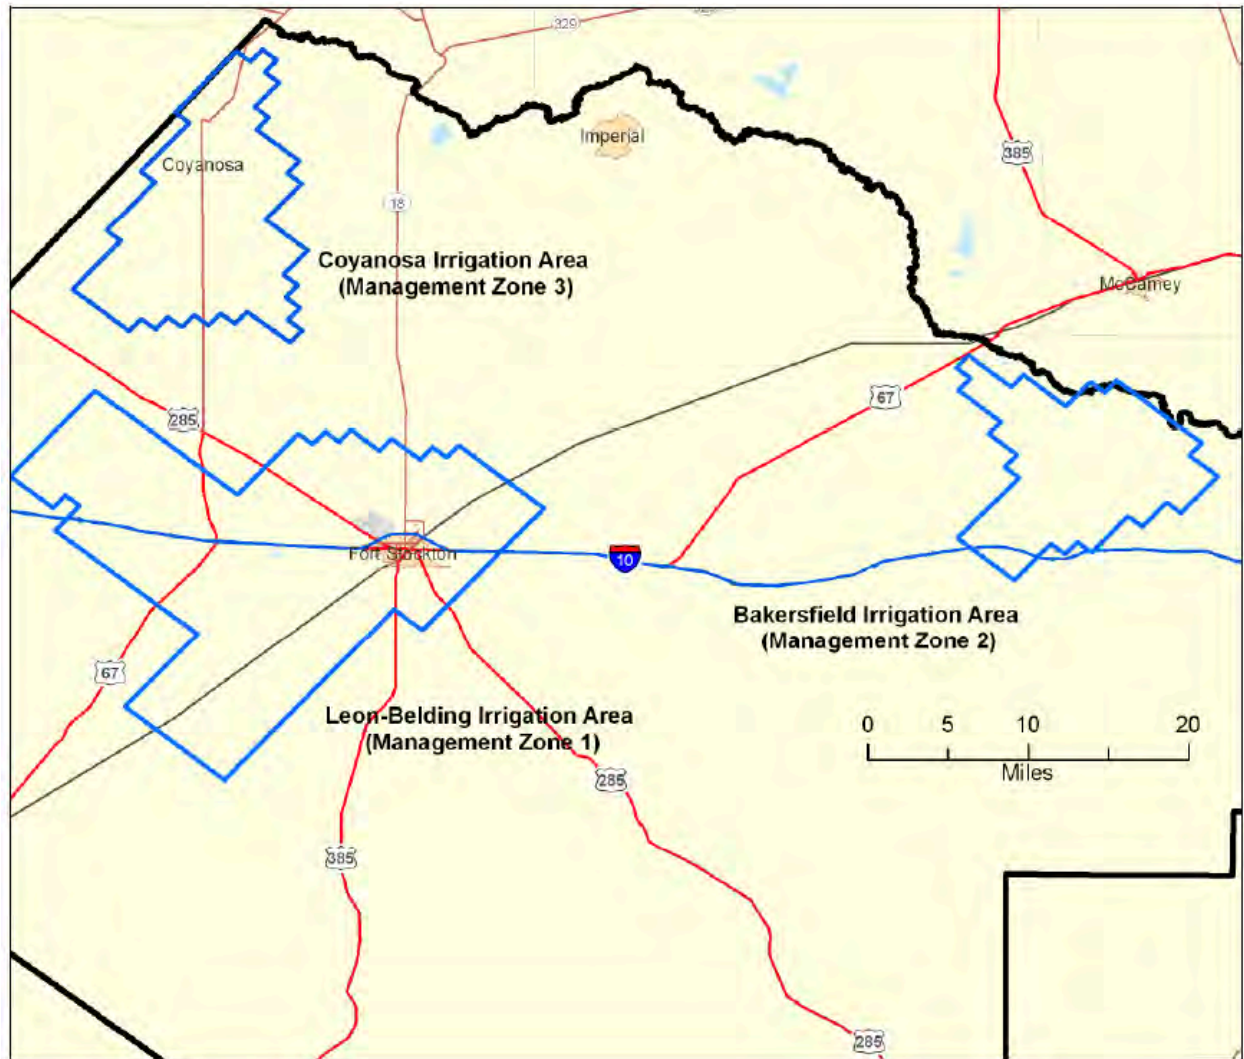 329
Imperial
385
Coyanosa
18
Coyanosa Irrigation Area
(Management Zone 3)
McCamey
67
285
Fort Stockton
10
Bakersfield Irrigation Area
(Management Zone 2)
67
Leon-Belding Irrigation Area
(Management Zone 1)
0 5 10 20
Miles
285
385
285